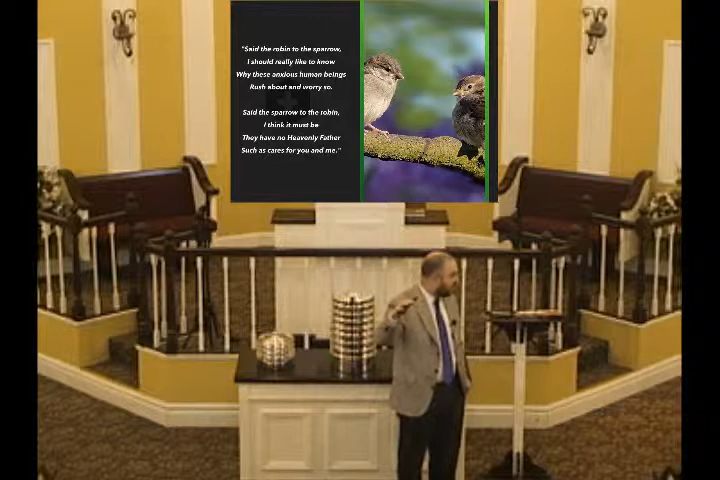 "Said the robin to the sparrow,
I should really like to know
Why these anxious human beings
Rush about and worry so.
Said the sparrow to the robin,
I think it must be
They have no Heavenly Father
Such as cares for you and me."